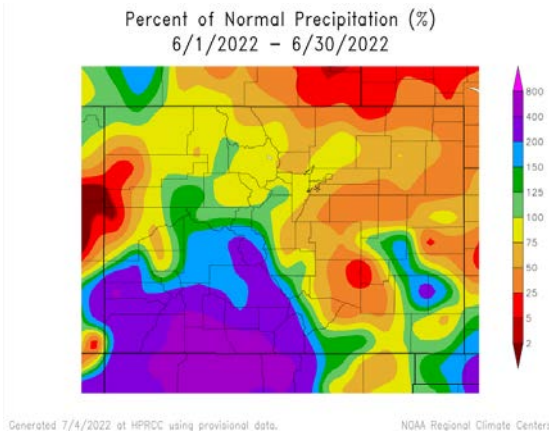 Percent of Normal Precipitation (%)
6/1/2022 – 6/30/2022
800
400
200
150
125
100
75
50
25
5
2
Generated 7/4/2022 at HPRCC using provisional data.
NOAA Regional Climate Centers